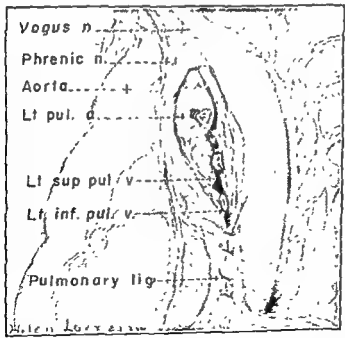 Vogus n.
Phrenic n.
Aorta
Lt pul. a
Lt sup pul v
Lt. inf. pul. v.
Pulmonary lig